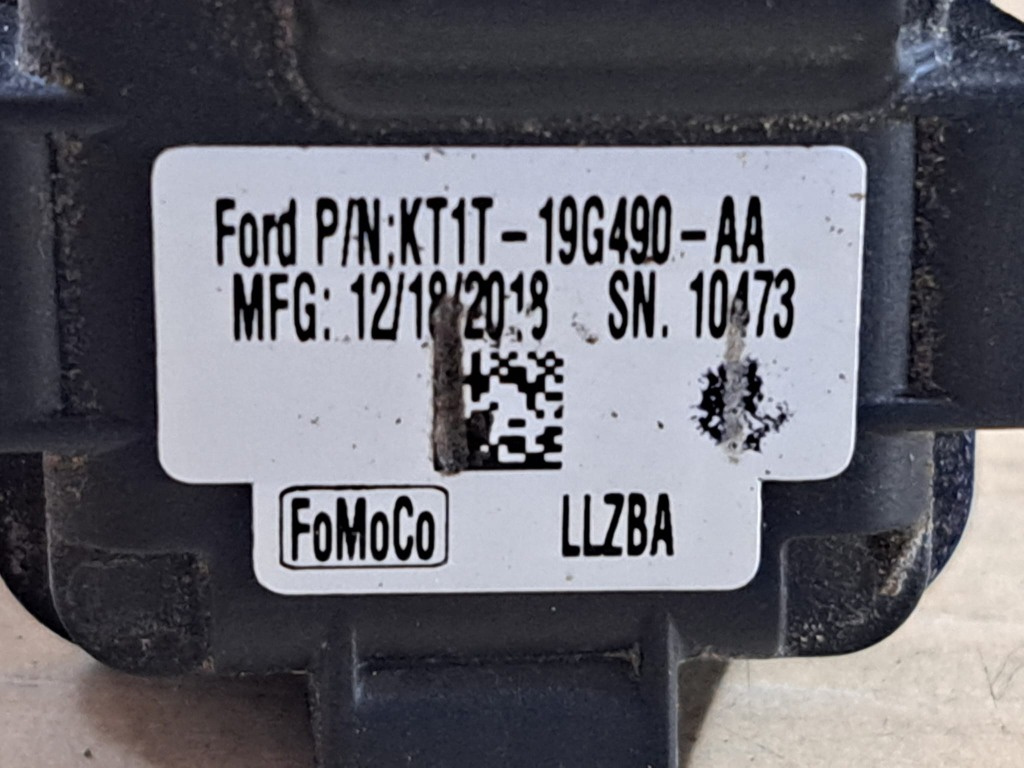 Ford P/N:KT1T-19G490-AA
MFG: 12/18/2018 SN. 10473
FoMoCo LLZBA